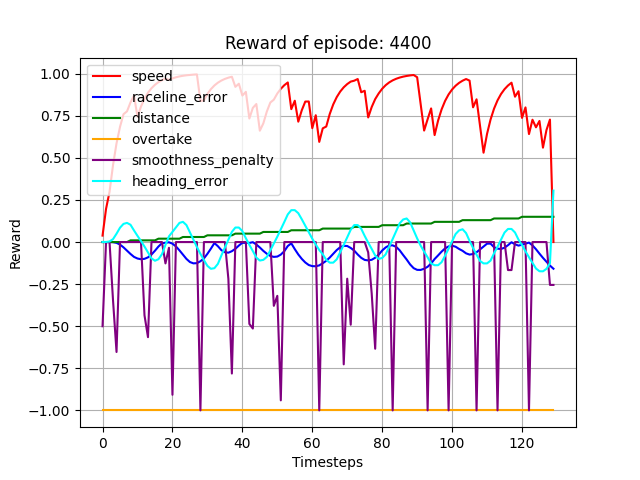 Reward of episode: 4400
speed
raceline_error
distance
overtake
smoothness_penalty
heading_error
1.00
0.75
0.50
0.25
0.00
−0.25
−0.50
−0.75
−1.00
Reward
0 20 40 60 80 100 120
Timesteps